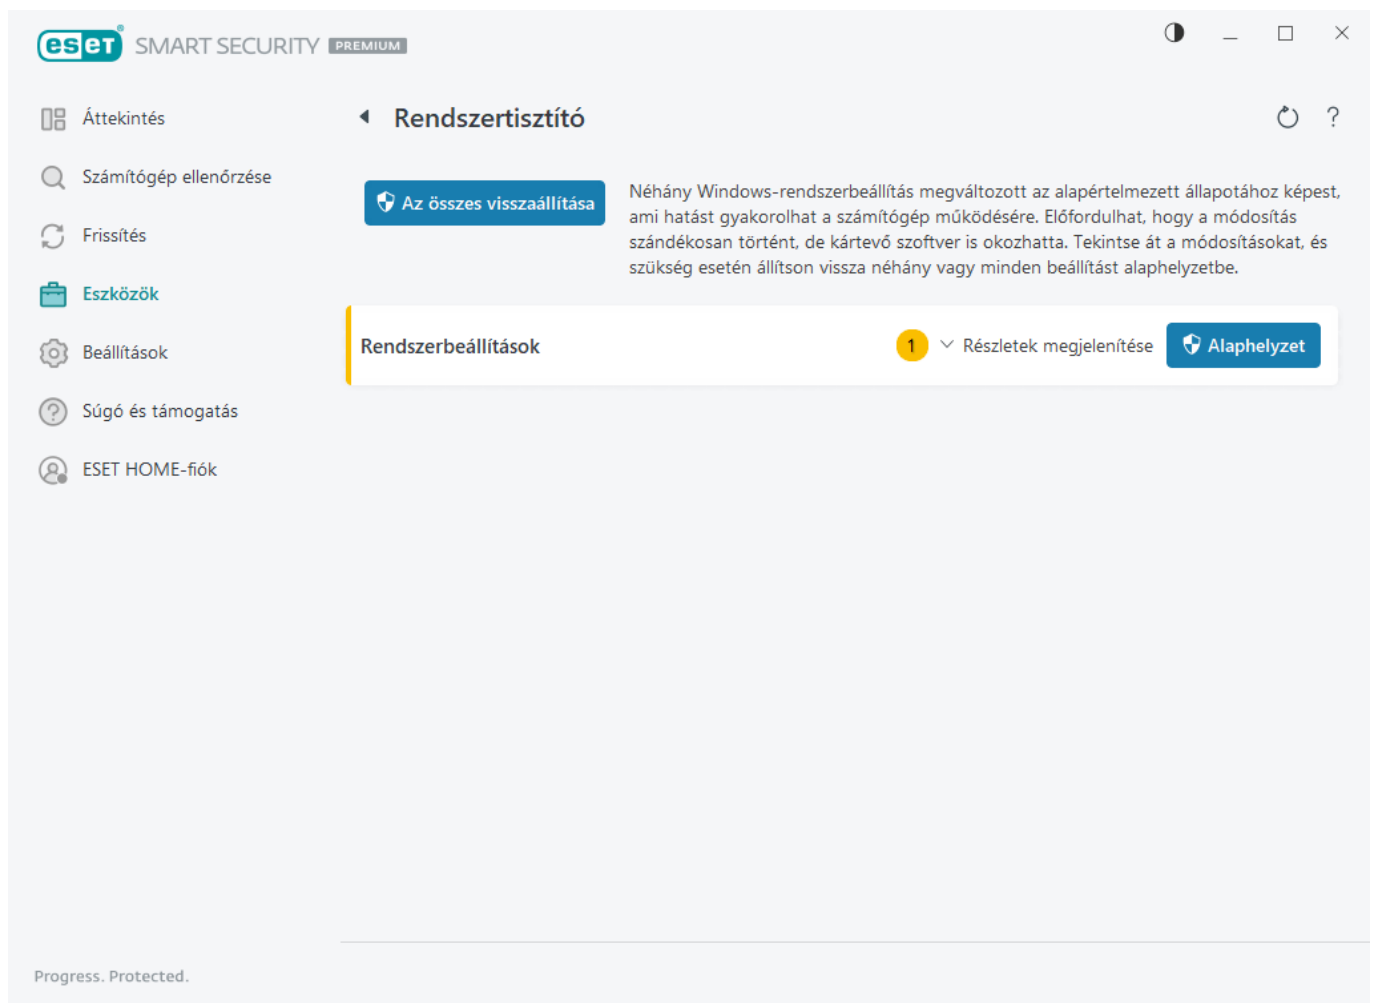 eset® SMART SECURITY PREMIUM
Áttekintés
Számítógép ellenőrzése
Frissítés
Eszközök
Beállítások
Súgó és támogatás
ESET HOME-fiók
Rendszertisztító
?
Az összes visszaállítása
Néhány Windows-rendszerbeállítás megváltozott az alapértelmezett állapotához képest,
ami hatást gyakorolhat a számítógép működésére. Előfordulhat, hogy a módosítás
szándékosan történt, de kártevő szoftver is okozhatta. Tekintse át a módosításokat, és
szükség esetén állítson vissza néhány vagy minden beállítást alaphelyzetbe.
Rendszerbeállítások 1 Részletek megjelenítése Alaphelyzet
Progress. Protected.